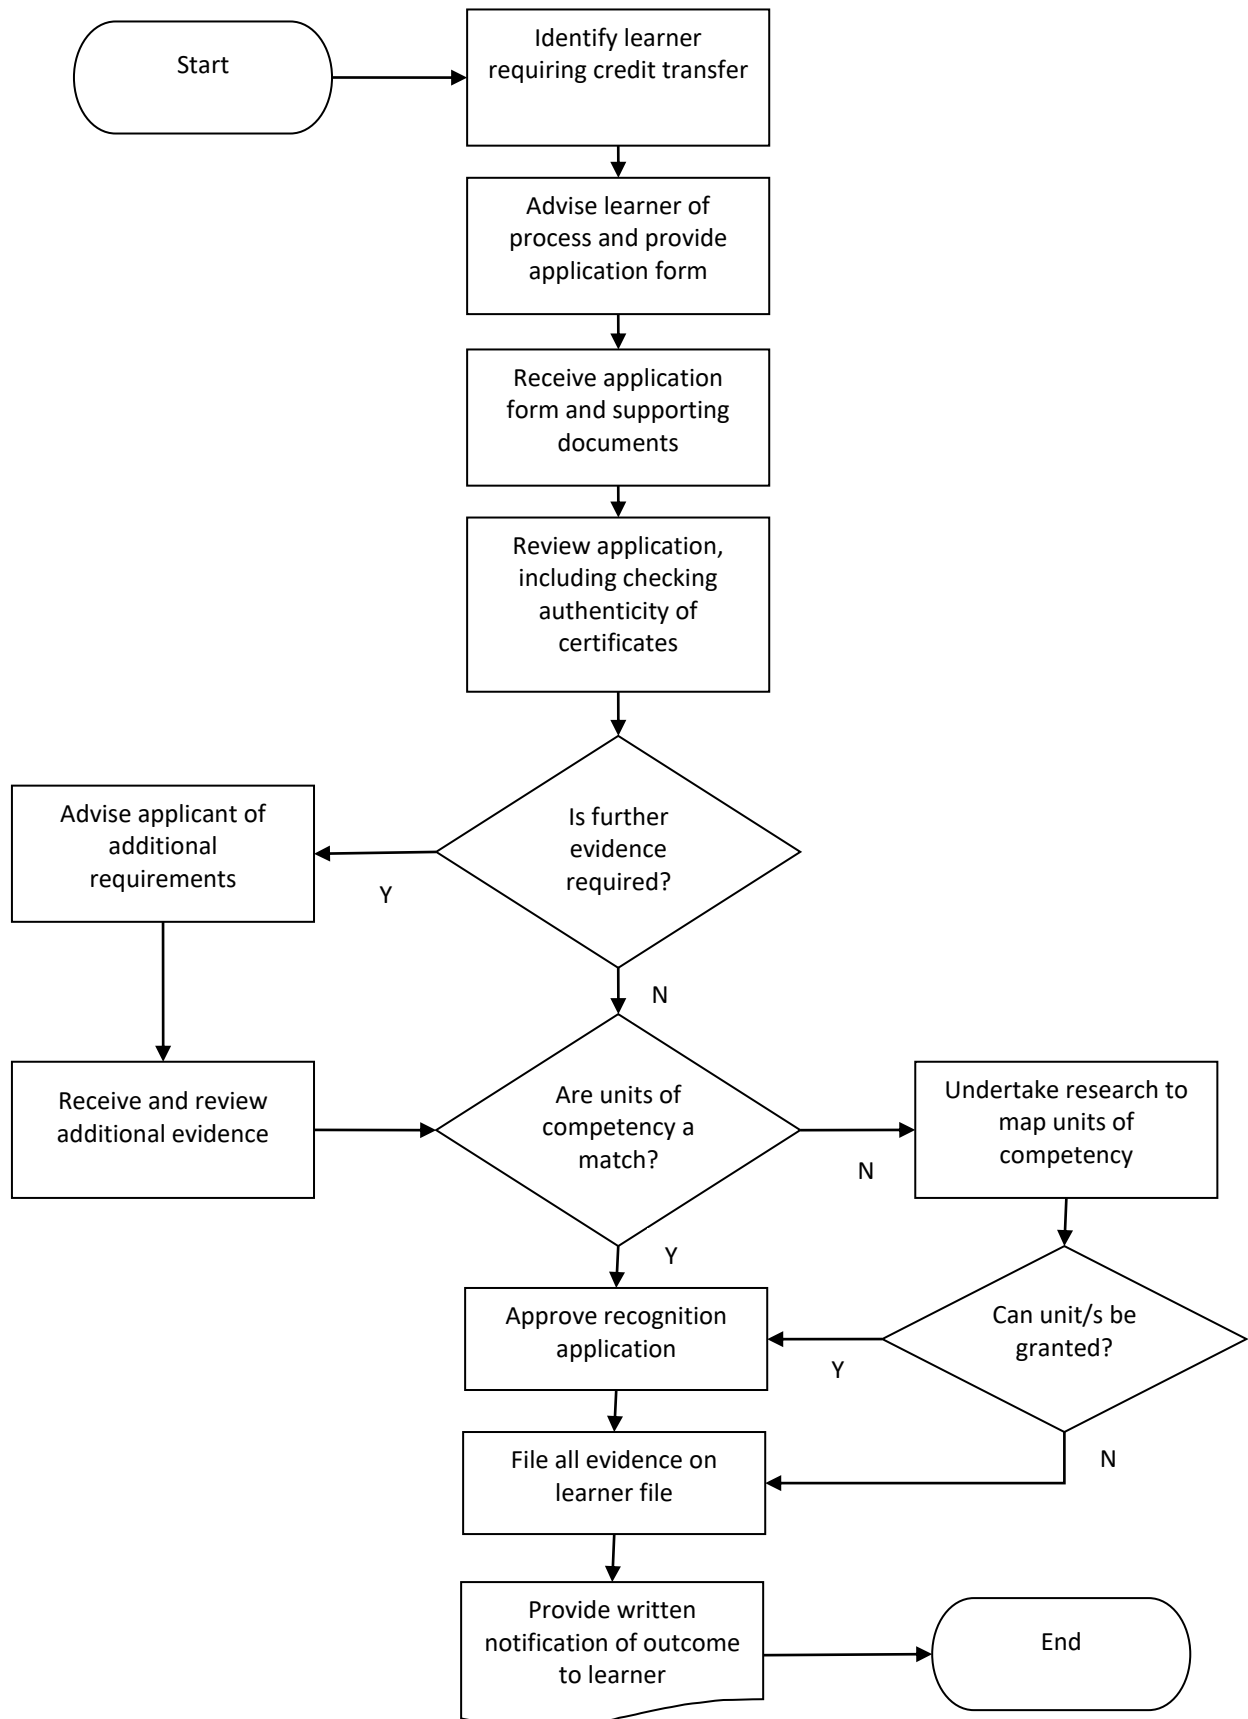 Start
Identify learner
requiring credit transfer
Advise learner of
process and provide
application form
Receive application
form and supporting
documents
Review application,
including checking
authenticity of
certificates
Is further
evidence
required?
Y
Advise applicant of
additional
requirements
N
Receive and review
additional evidence
Are units of
competency a
match?
N
Undertake research to
map units of
competency
Y
Approve recognition
application
Y
Can unit/s be
granted?
N
File all evidence on
learner file
Provide written
notification of outcome
to learner
End